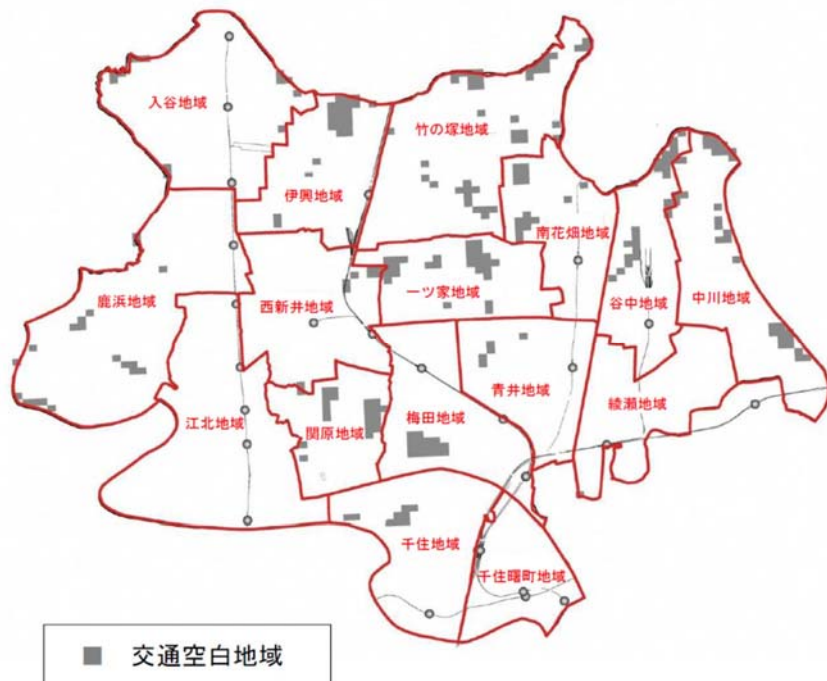 入谷地域
竹の塚地域
伊興地域
南花畑地域
鹿浜地域
西新井地域
一ツ家地域
谷中地域
中川地域
江北地域
関原地域
梅田地域
青井地域
綾瀬地域
千住地域
千住曙町地域
交通空白地域